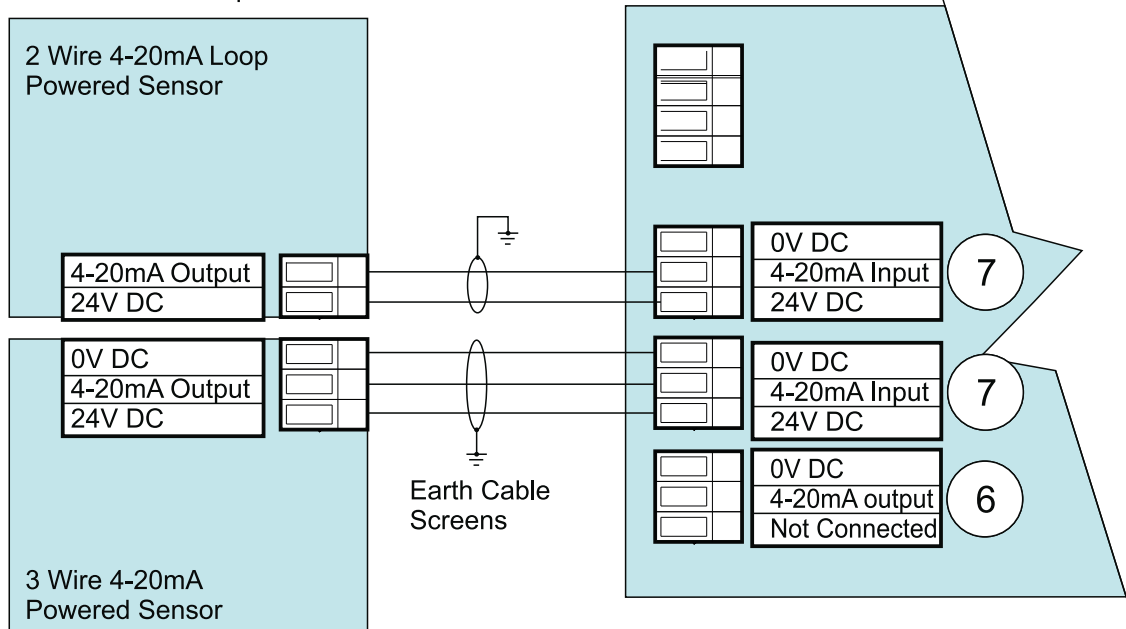 2 Wire 4-20mA Loop
Powered Sensor
4-20mA Output
24V DC
0V DC
4-20mA Input
24V DC
7
0V DC
4-20mA Output
24V DC
0V DC
4-20mA Input
24V DC
7
0V DC
4-20mA output
Not Connected
6
Earth Cable
Screens
3 Wire 4-20mA
Powered Sensor